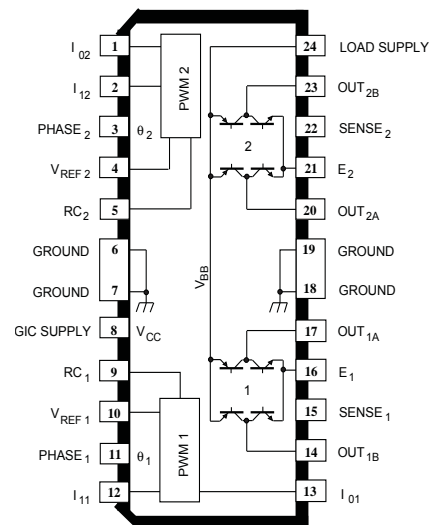 I02 1 24 LOAD SUPPLY
I12 2 23 OUT2B
PHASE2 3 θ2 22 SENSE2
PWM 2
2
VREF 2 4 21 E2
RC2 5 20 OUT2A
GROUND 6 19 GROUND
GROUND 7 18 GROUND
VBB
GIC SUPPLY 8 VCC 17 OUT1A
RC1 9 16 E1
1
VREF 1 10 15 SENSE1
PWM 1
PHASE1 11 θ1 14 OUT1B
I11 12 13 I01